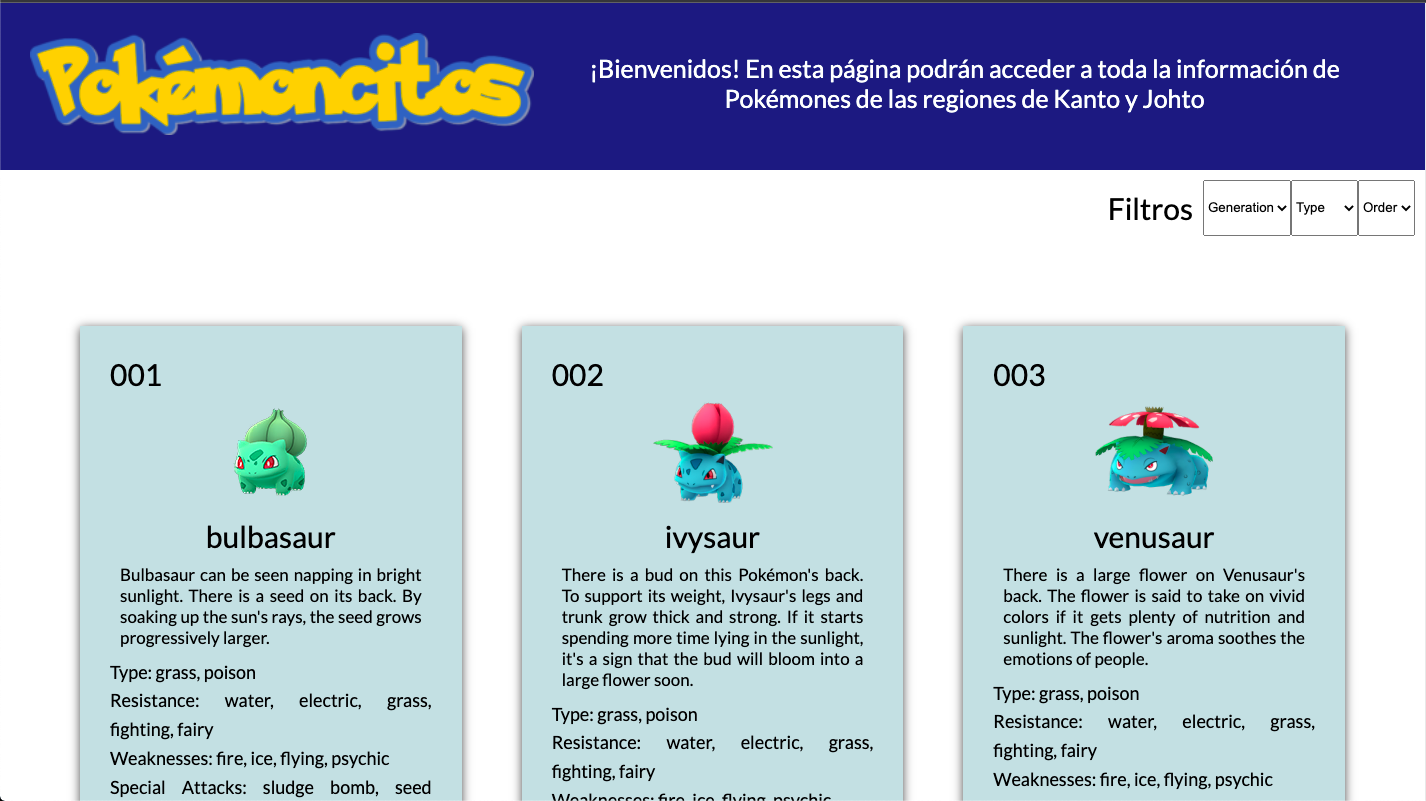 Pokémoncitos
¡Bienvenidos! En esta página podrán acceder a toda la información de
Pokémones de las regiones de Kanto y Johto
Filtros
Generation
Type
Order
001
bulbasaur
Bulbasaur can be seen napping in bright
sunlight. There is a seed on its back. By
soaking up the sun's rays, the seed grows
progressively larger.
Type: grass, poison
Resistance: water, electric, grass,
fighting, fairy
Weaknesses: fire, ice, flying, psychic
Special Attacks: sludge bomb, seed
002
ivysaur
There is a bud on this Pokémon's back.
To support its weight, Ivysaur's legs and
trunk grow thick and strong. If it starts
spending more time lying in the sunlight,
it's a sign that the bud will bloom into a
large flower soon.
Type: grass, poison
Resistance: water, electric, grass,
fighting, fairy
Weaknesses: fire, ice, flying, psychic
003
venusaur
There is a large flower on Venusaur's
back. The flower is said to take on vivid
colors if it gets plenty of nutrition and
sunlight. The flower's aroma soothes the
emotions of people.
Type: grass, poison
Resistance: water, electric, grass,
fighting, fairy
Weaknesses: fire, ice, flying, psychic